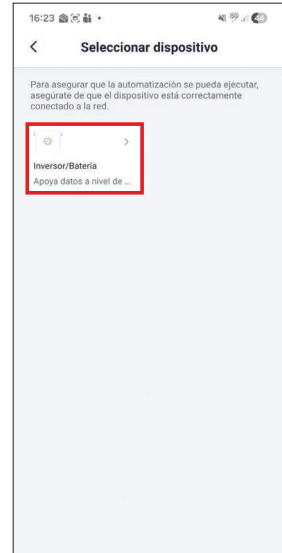 16:23
Seleccionar dispositivo
Para asegurar que la automatización se pueda ejecutar,
asegúrate de que el dispositivo está correctamente
conectado a la red.
Inversor/Batería
Apoya datos a nivel de ...